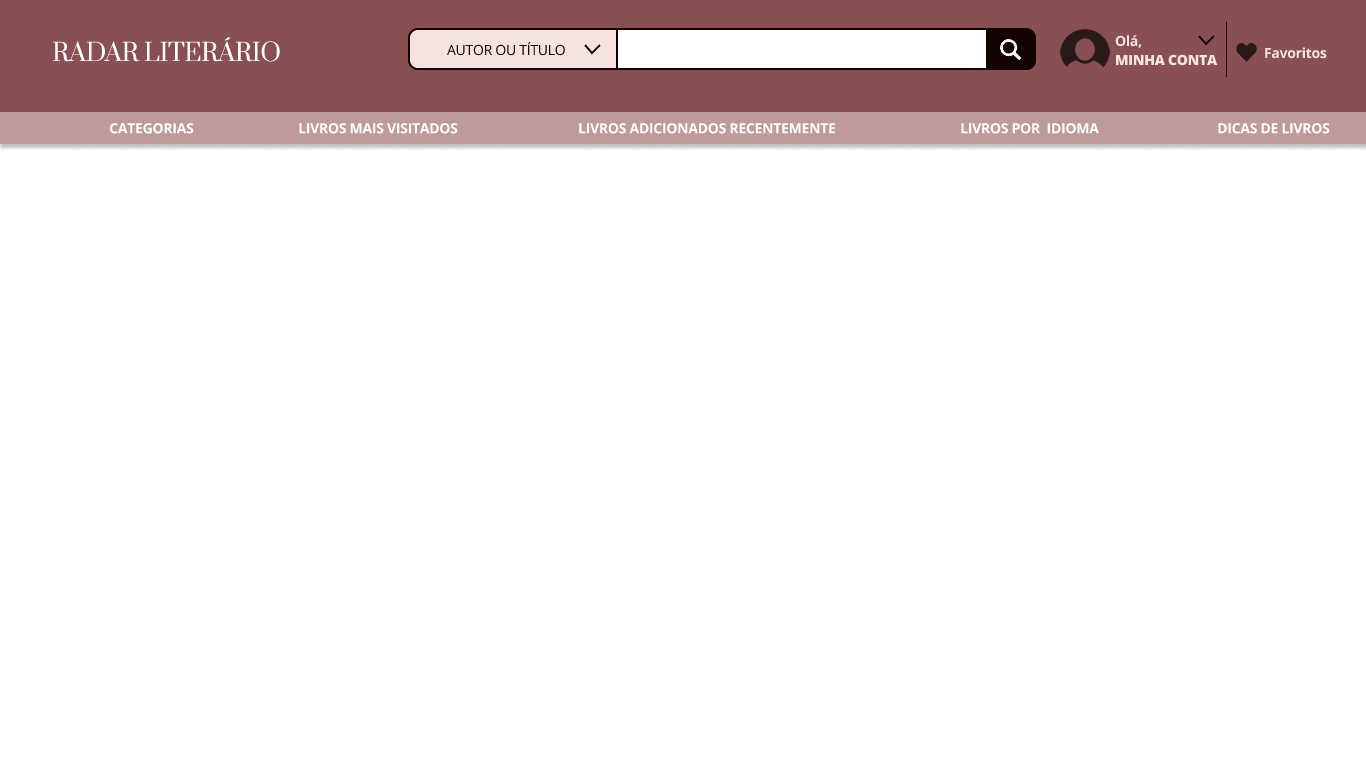 RADAR LITERÁRIO
AUTOR OU TÍTULO
Olá,
MINHA CONTA
Favoritos
CATEGORIAS
LIVROS MAIS VISITADOS
LIVROS ADICIONADOS RECENTEMENTE
LIVROS POR IDIOMA
DICAS DE LIVROS